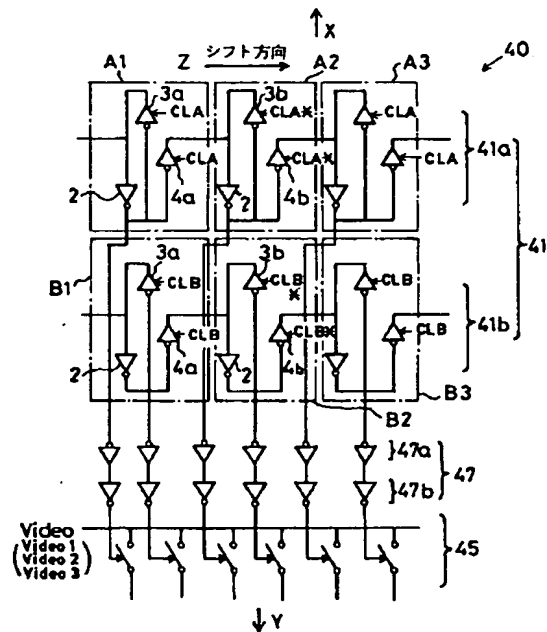 X
40
A1
Z シフト方向
A2
A3
3a
CLA
3b
CLA*
CLA
CLA
4a
CLA*
4b
CLA
41a
2
2
41
B1
3a
CLB
3b
CLB
*
CLB
CLB
4a
CLB*
4b
CLB
41b
2
2
B2
B3
47a
47
47b
Video
Video 1
Video 2
Video 3
45
Y